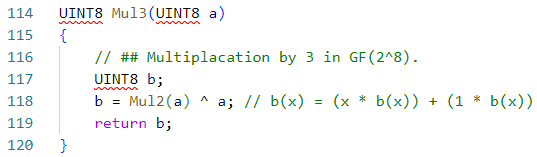 114 UINT8 Mul3(UINT8 a)
115 {
116 // ## Multiplacation by 3 in GF(2^8).
117 UINT8 b;
118 b = Mul2(a) ^ a; // b(x) = (x * b(x)) + (1 * b(x))
119 return b;
120 }